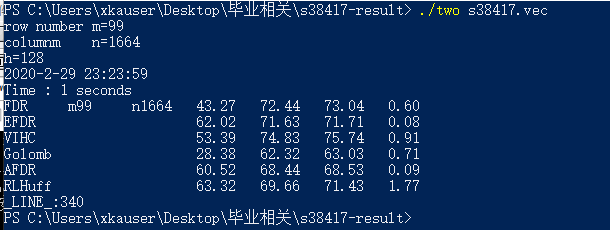 PS C:\Users\xkauser\Desktop\毕业相关\s38417-result> ./two s38417.vec
row number m=99
columnm    n=1664
h=128
2020-2-29 23:23:59
Time : 1 seconds
FDR     m99     n1664   43.27   72.44   73.04   0.60
EFDR                    62.02   71.63   71.71   0.08
VIHC                    53.39   74.83   75.74   0.91
Golomb                  28.38   62.32   63.03   0.71
AFDR                    60.52   68.44   68.53   0.09
RLHuff                  63.32   69.66   71.43   1.77
_LINE_:340
PS C:\Users\xkauser\Desktop\毕业相关\s38417-result>